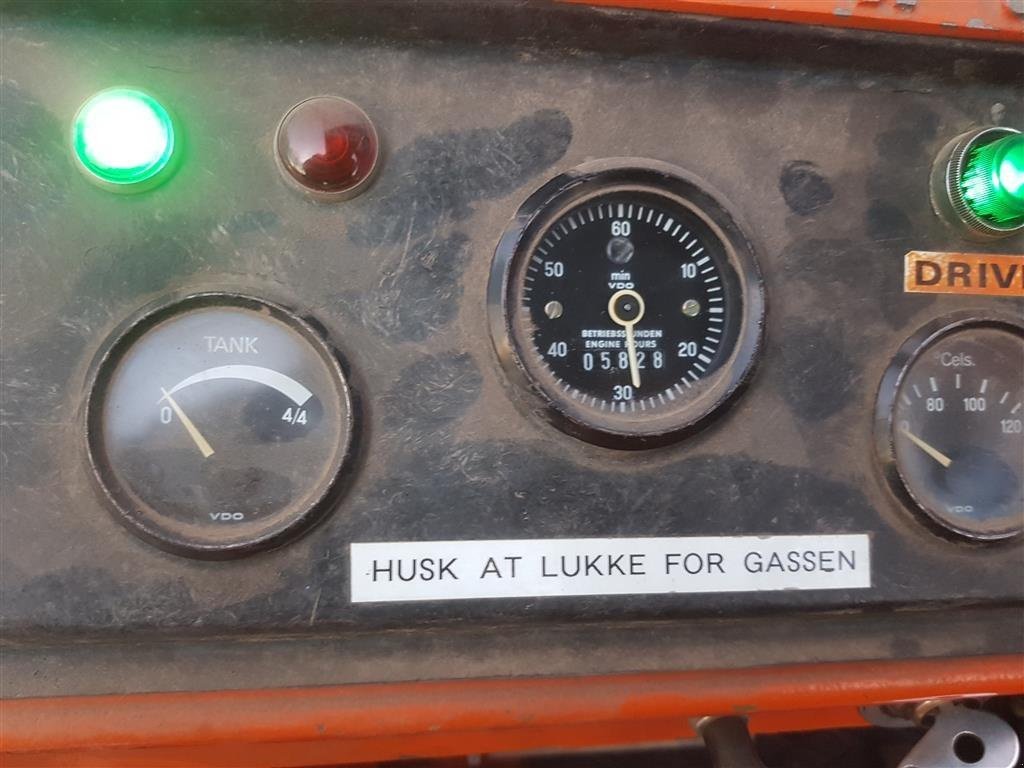 DRIV
TANK
0 4/4
VDO
60
50 10
min
VDO
BETRIEBSSTUNDEN
ENGINE HOURS
40 20
05828
30
°Cels.
80 100 120
VDO
HUSK AT LUKKE FOR GASSEN